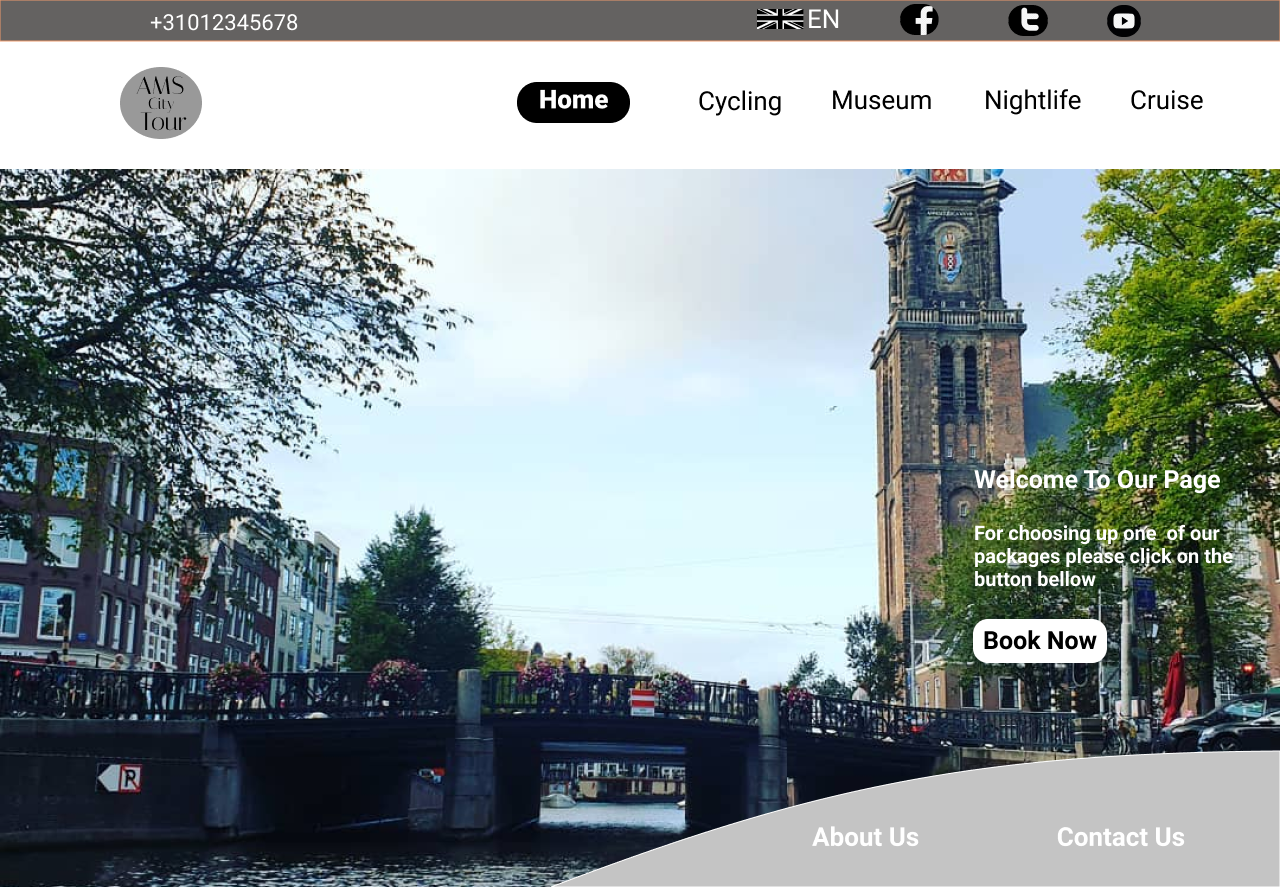 +31012345678
EN
AMS
City
Tour
Home
Cycling
Museum
Nightlife
Cruise
Welcome To Our Page
For choosing up one of our
packages please click on the
button bellow
Book Now
R
About Us
Contact Us